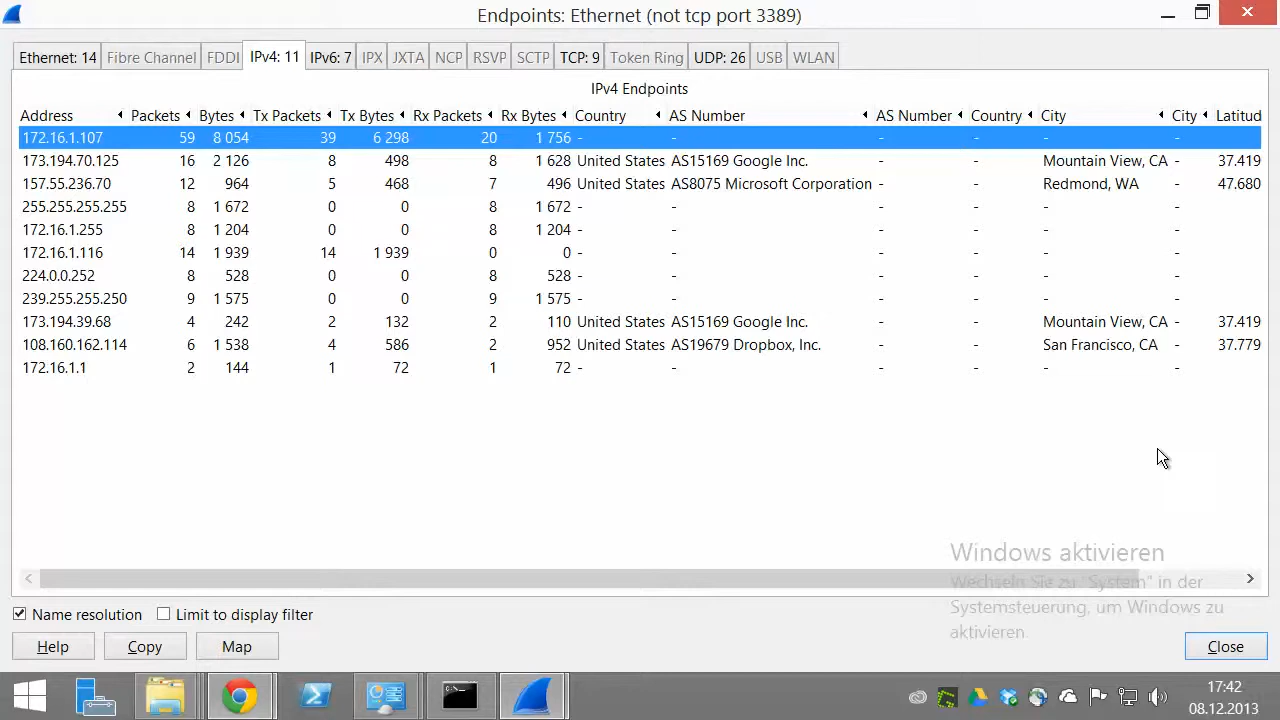 Endpoints: Ethernet (not tcp port 3389)
Ethernet: 14 Fibre Channel FDDI IPv4: 11 IPv6: 7 IPX JXTA NCP RSVP SCTP TCP: 9 Token Ring UDP: 26 USB WLAN
IPv4 Endpoints
Address Packets Bytes Tx Packets Tx Bytes Rx Packets Rx Bytes Country AS Number AS Number Country City City Latitud
172.16.1.107 59 8 054 39 6 298 20 1 756 - - - - - -
173.194.70.125 16 2 126 8 498 8 1 628 United States AS15169 Google Inc. - - Mountain View, CA - 37.419
157.55.236.70 12 964 5 468 7 496 United States AS8075 Microsoft Corporation - - Redmond, WA - 47.680
255.255.255.255 8 1 672 0 0 8 1 672 - - - - - -
172.16.1.255 8 1 204 0 0 8 1 204 - - - - - -
172.16.1.116 14 1 939 14 1 939 0 0 - - - - - -
224.0.0.252 8 528 0 0 8 528 - - - - - -
239.255.255.250 9 1 575 0 0 9 1 575 - - - - - -
173.194.39.68 4 242 2 132 2 110 United States AS15169 Google Inc. - - Mountain View, CA - 37.419
108.160.162.114 6 1 538 4 586 2 952 United States AS19679 Dropbox, Inc. - - San Francisco, CA - 37.779
172.16.1.1 2 144 1 72 1 72 - - - - - -
Windows aktivieren
Wechseln Sie zu "System" in der
Systemsteuerung, um Windows zu
aktivieren.
Name resolution Limit to display filter
Help Copy Map Close
17:42
08.12.2013